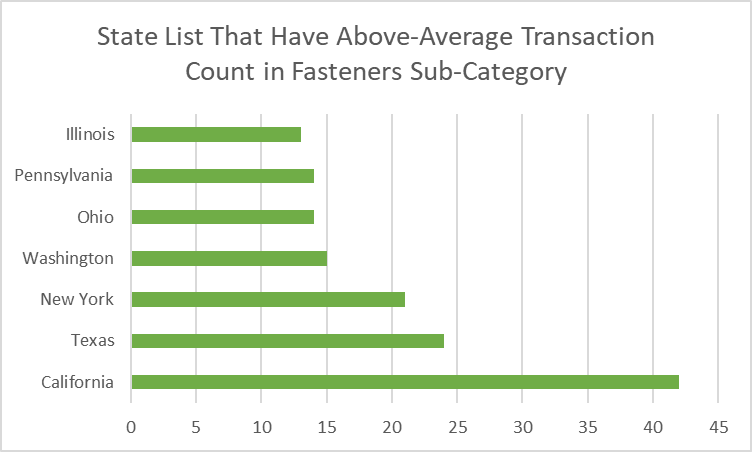 State List That Have Above-Average Transaction
Count in Fasteners Sub-Category
Illinois
Pennsylvania
Ohio
Washington
New York
Texas
California
0 5 10 15 20 25 30 35 40 45